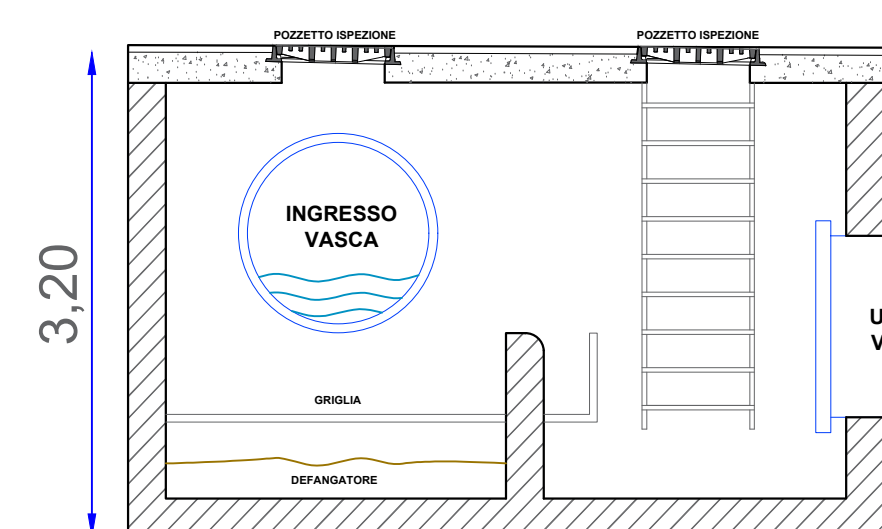 POZZETTO ISPEZIONE
POZZETTO ISPEZIONE
3,20
INGRESSO
VASCA
U
V
GRIGLIA
DEFANGATORE